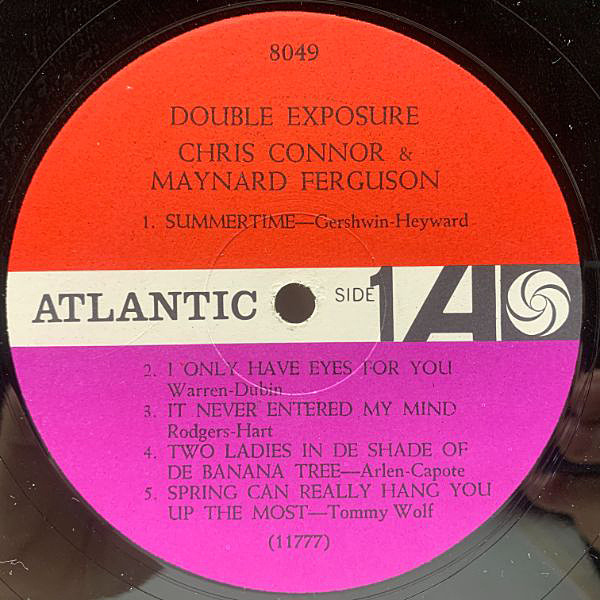 8049
DOUBLE EXPOSURE
CHRIS CONNOR &
MAYNARD FERGUSON
1. SUMMERTIME—Gershwin-Heyward
ATLANTIC SIDE 1 A
2. I ONLY HAVE EYES FOR YOU
Warren-Dubin
3. IT NEVER ENTERED MY MIND
Rodgers-Hart
4. TWO LADIES IN DE SHADE OF
DE BANANA TREE—Arlen-Capote
5. SPRING CAN REALLY HANG YOU
UP THE MOST—Tommy Wolf
(11777)